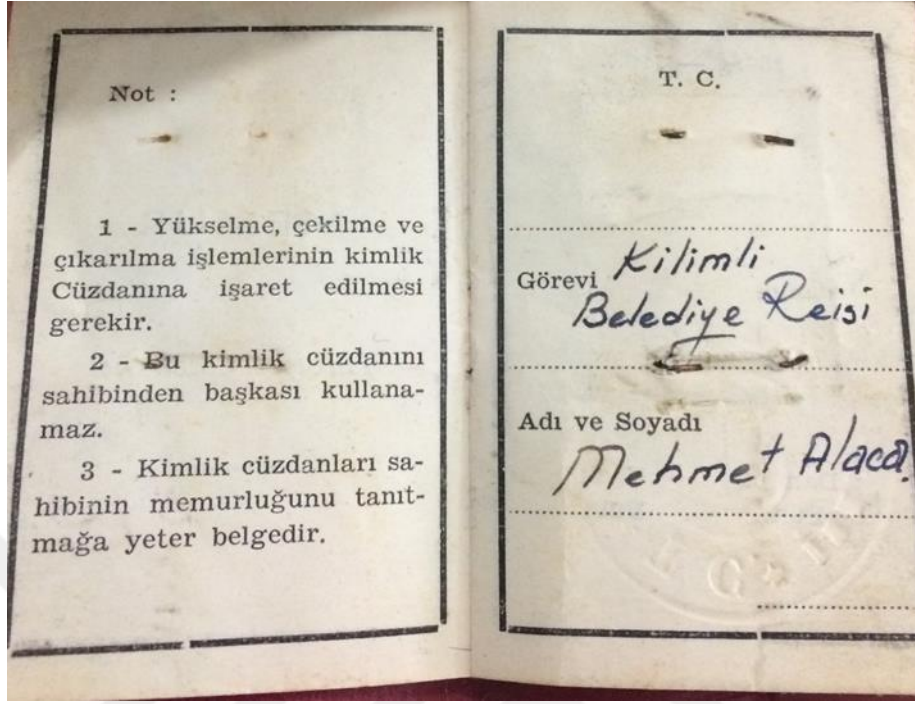 Not :
1 - Yükselme, çekilme ve
çıkarılma işlemlerinin kimlik
Cüzdanına işaret edilmesi
gerekir.
2 - Bu kimlik cüzdanını
sahibinden başkası kullana-
maz.
3 - Kimlik cüzdanları sa-
hibinin memurluğunu tanıt-
mağa yeter belgedir.
T. C.
Görevi Kilimli
Belediye Reisi
Adı ve Soyadı
Mehmet Alaca